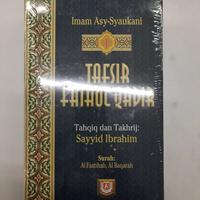 Imam Asy-Syaukani
TAFSIR
FATHUL QADIR
Tahqiq dan Takhrij:
Sayyid Ibrahim
Surah:
Al Faatihah, Al Baqarah